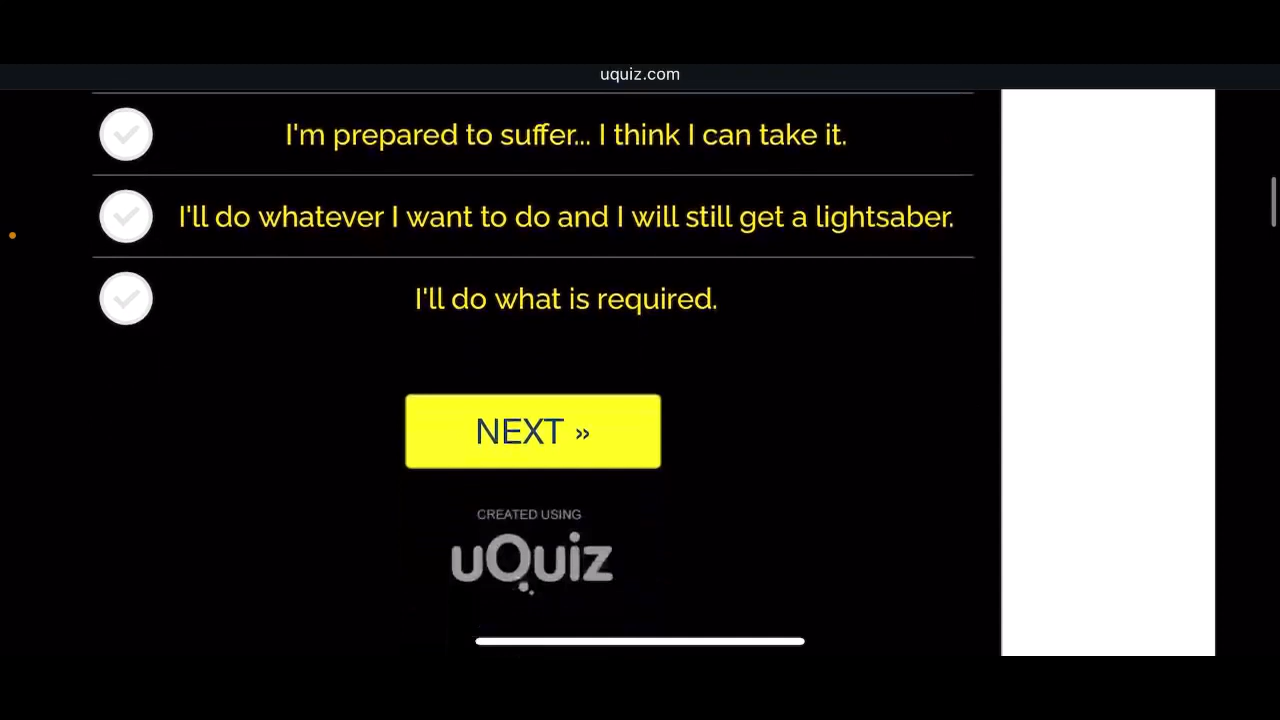 uquiz.com
I'm prepared to suffer... I think I can take it.
I'll do whatever I want to do and I will still get a lightsaber.
I'll do what is required.
NEXT »
CREATED USING
uQuiz